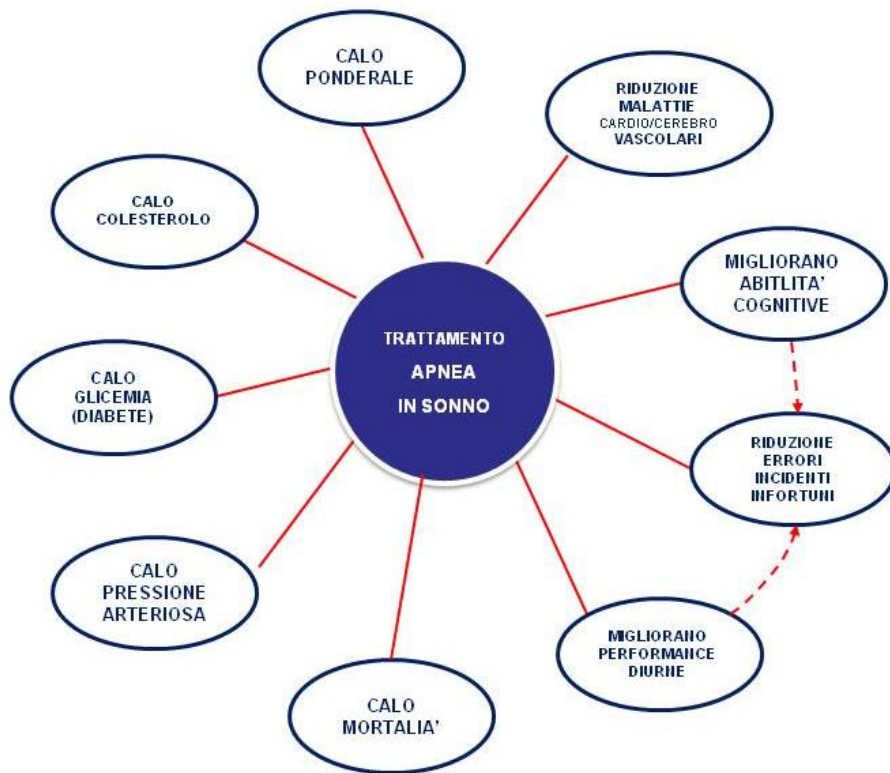 CALO
PONDERALE
RIDUZIONE
MALATTIE
CARDIO/CEREBRO
VASCOLARI
CALO
COLESTEROLO
MIGLIORANO
ABITLITA'
COGNITIVE
TRATTAMENTO
APNEA
IN SONNO
CALO
GLICEMIA
(DIABETE)
RIDUZIONE
ERRORI
INCIDENTI
INFORTUNI
CALO
PRESSIONE
ARTERIOSA
MIGLIORANO
PERFORMANCE
DIURNE
CALO
MORTALIA'